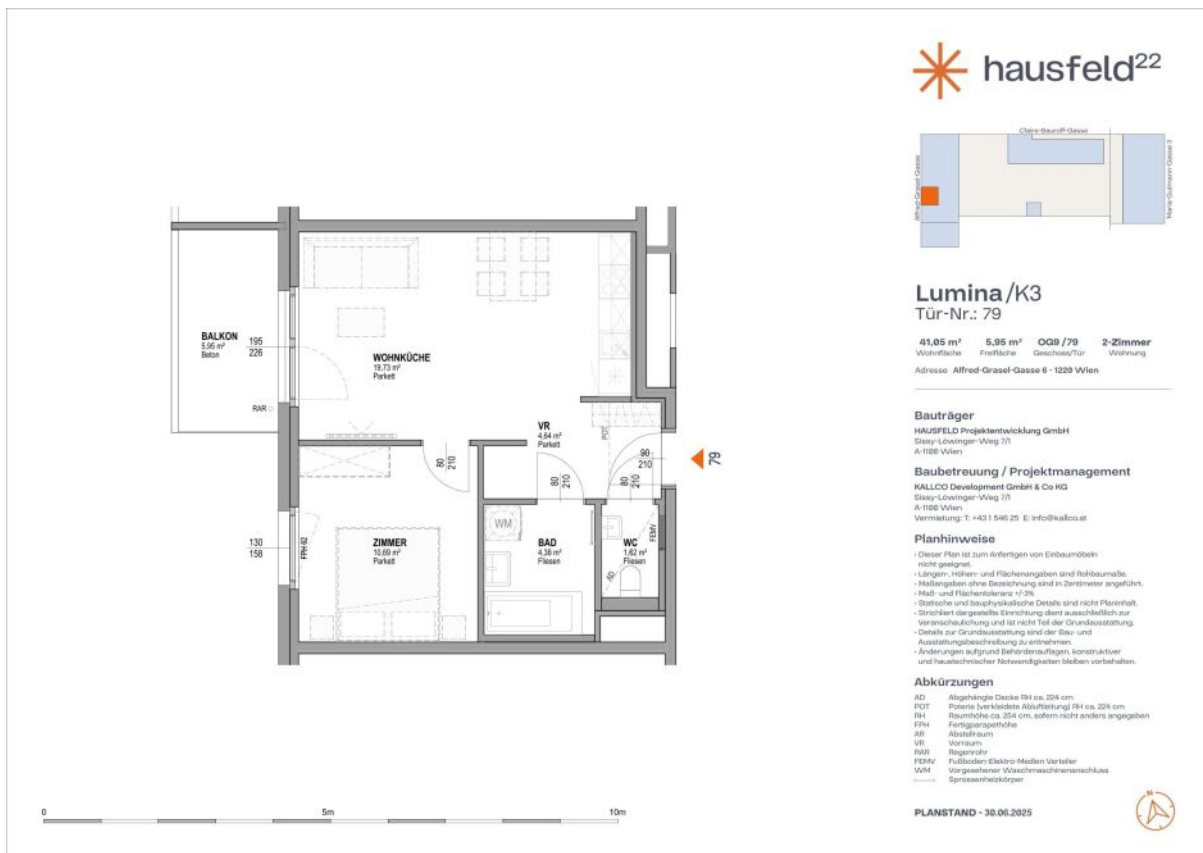 hausfeld²²
Claire-Bauroff-Gasse
Alfred-Grasel-Gasse
Maria-Gutmann-Gasse 3
Lumina/K3
Tür-Nr.: 79
41,05 m² 5,95 m² OG9 /79 2-Zimmer
Wohnfläche Freifläche Geschoss/Tür Wohnung
Adresse Alfred-Grasel-Gasse 6 - 1220 Wien
Bauträger
HAUSFELD Projektentwicklung GmbH
Sissy-Löwinger-Weg 7/1
A-1100 Wien
Baubetreuung / Projektmanagement
KALLCO Development GmbH & Co KG
Sissy-Löwinger-Weg 7/1
A-1100 Wien
Vermietung: T: +43 1 546 25 E: info@kallco.at
Planhinweise
- Dieser Plan ist zum Anfertigen von Einbaumöbeln
nicht geeignet.
- Längen-, Höhen- und Flächenangaben sind Rohbaumaße.
- Maßangaben ohne Bezeichnung sind in Zentimeter angeführt.
- Maß- und Flächentoleranz +/-3%
- Statische und bauphysikalische Details sind nicht Planinhalt.
- Strichliert dargestellte Einrichtung dient ausschließlich zur
Veranschaulichung und ist nicht Teil der Grundausstattung.
- Details zur Grundausstattung sind der Bau- und
Ausstattungsbeschreibung zu entnehmen.
- Änderungen aufgrund Behördenauflagen, konstruktiver
und haustechnischer Notwendigkeiten bleiben vorbehalten.
Abkürzungen
AD Abgehängte Decke RH ca. 224 cm
POT Poterie (verkleidete Abluftleitung) RH ca. 224 cm
RH Raumhöhe ca. 254 cm, sofern nicht anders angegeben
FPH Fertigparapethöhe
AR Abstellraum
VR Vorraum
RAR Regenrohr
FEMV Fußboden-Elektro-Medien Verteiler
WM Vorgesehener Waschmaschinenanschluss
Sprossenheizkörper
PLANSTAND - 30.06.2025
N
BALKON
5,95 m²
Beton
195
226
RAR
WOHNKÜCHE
19,73 m²
Parkett
VR
4,64 m²
Parkett
POT
90
210
79
80
210
80
210
80
210
130
158
FPH 62
ZIMMER
10,69 m²
Parkett
WM
BAD
4,38 m²
Fliesen
WC
1,62 m²
Fliesen
FEMV
AD
0 5m 10m